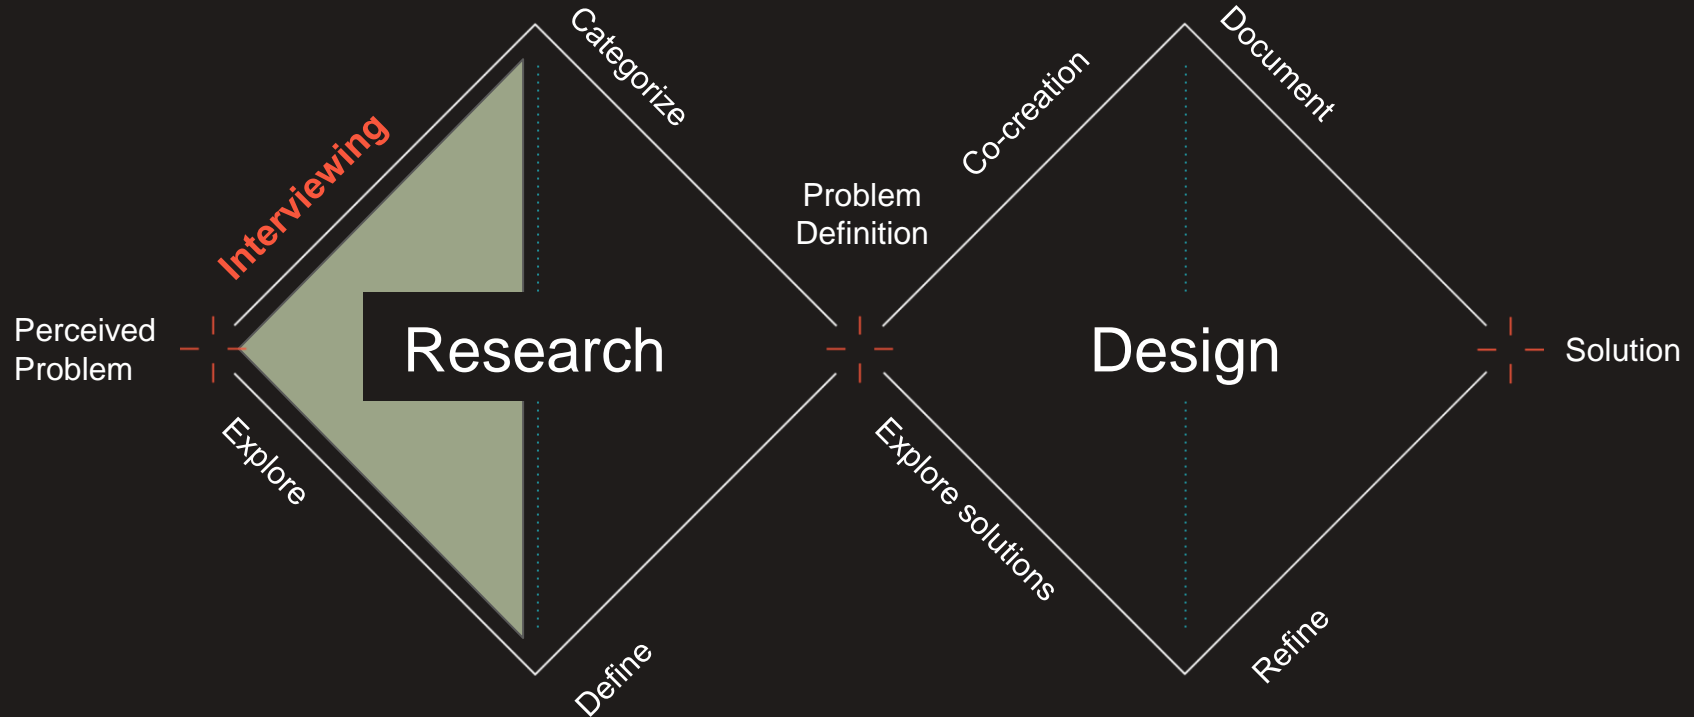 Categorize
Document
Co-creation
Interviewing
Problem
Definition
Perceived
Problem
Research
Design
Solution
Explore
Explore solutions
Define
Refine